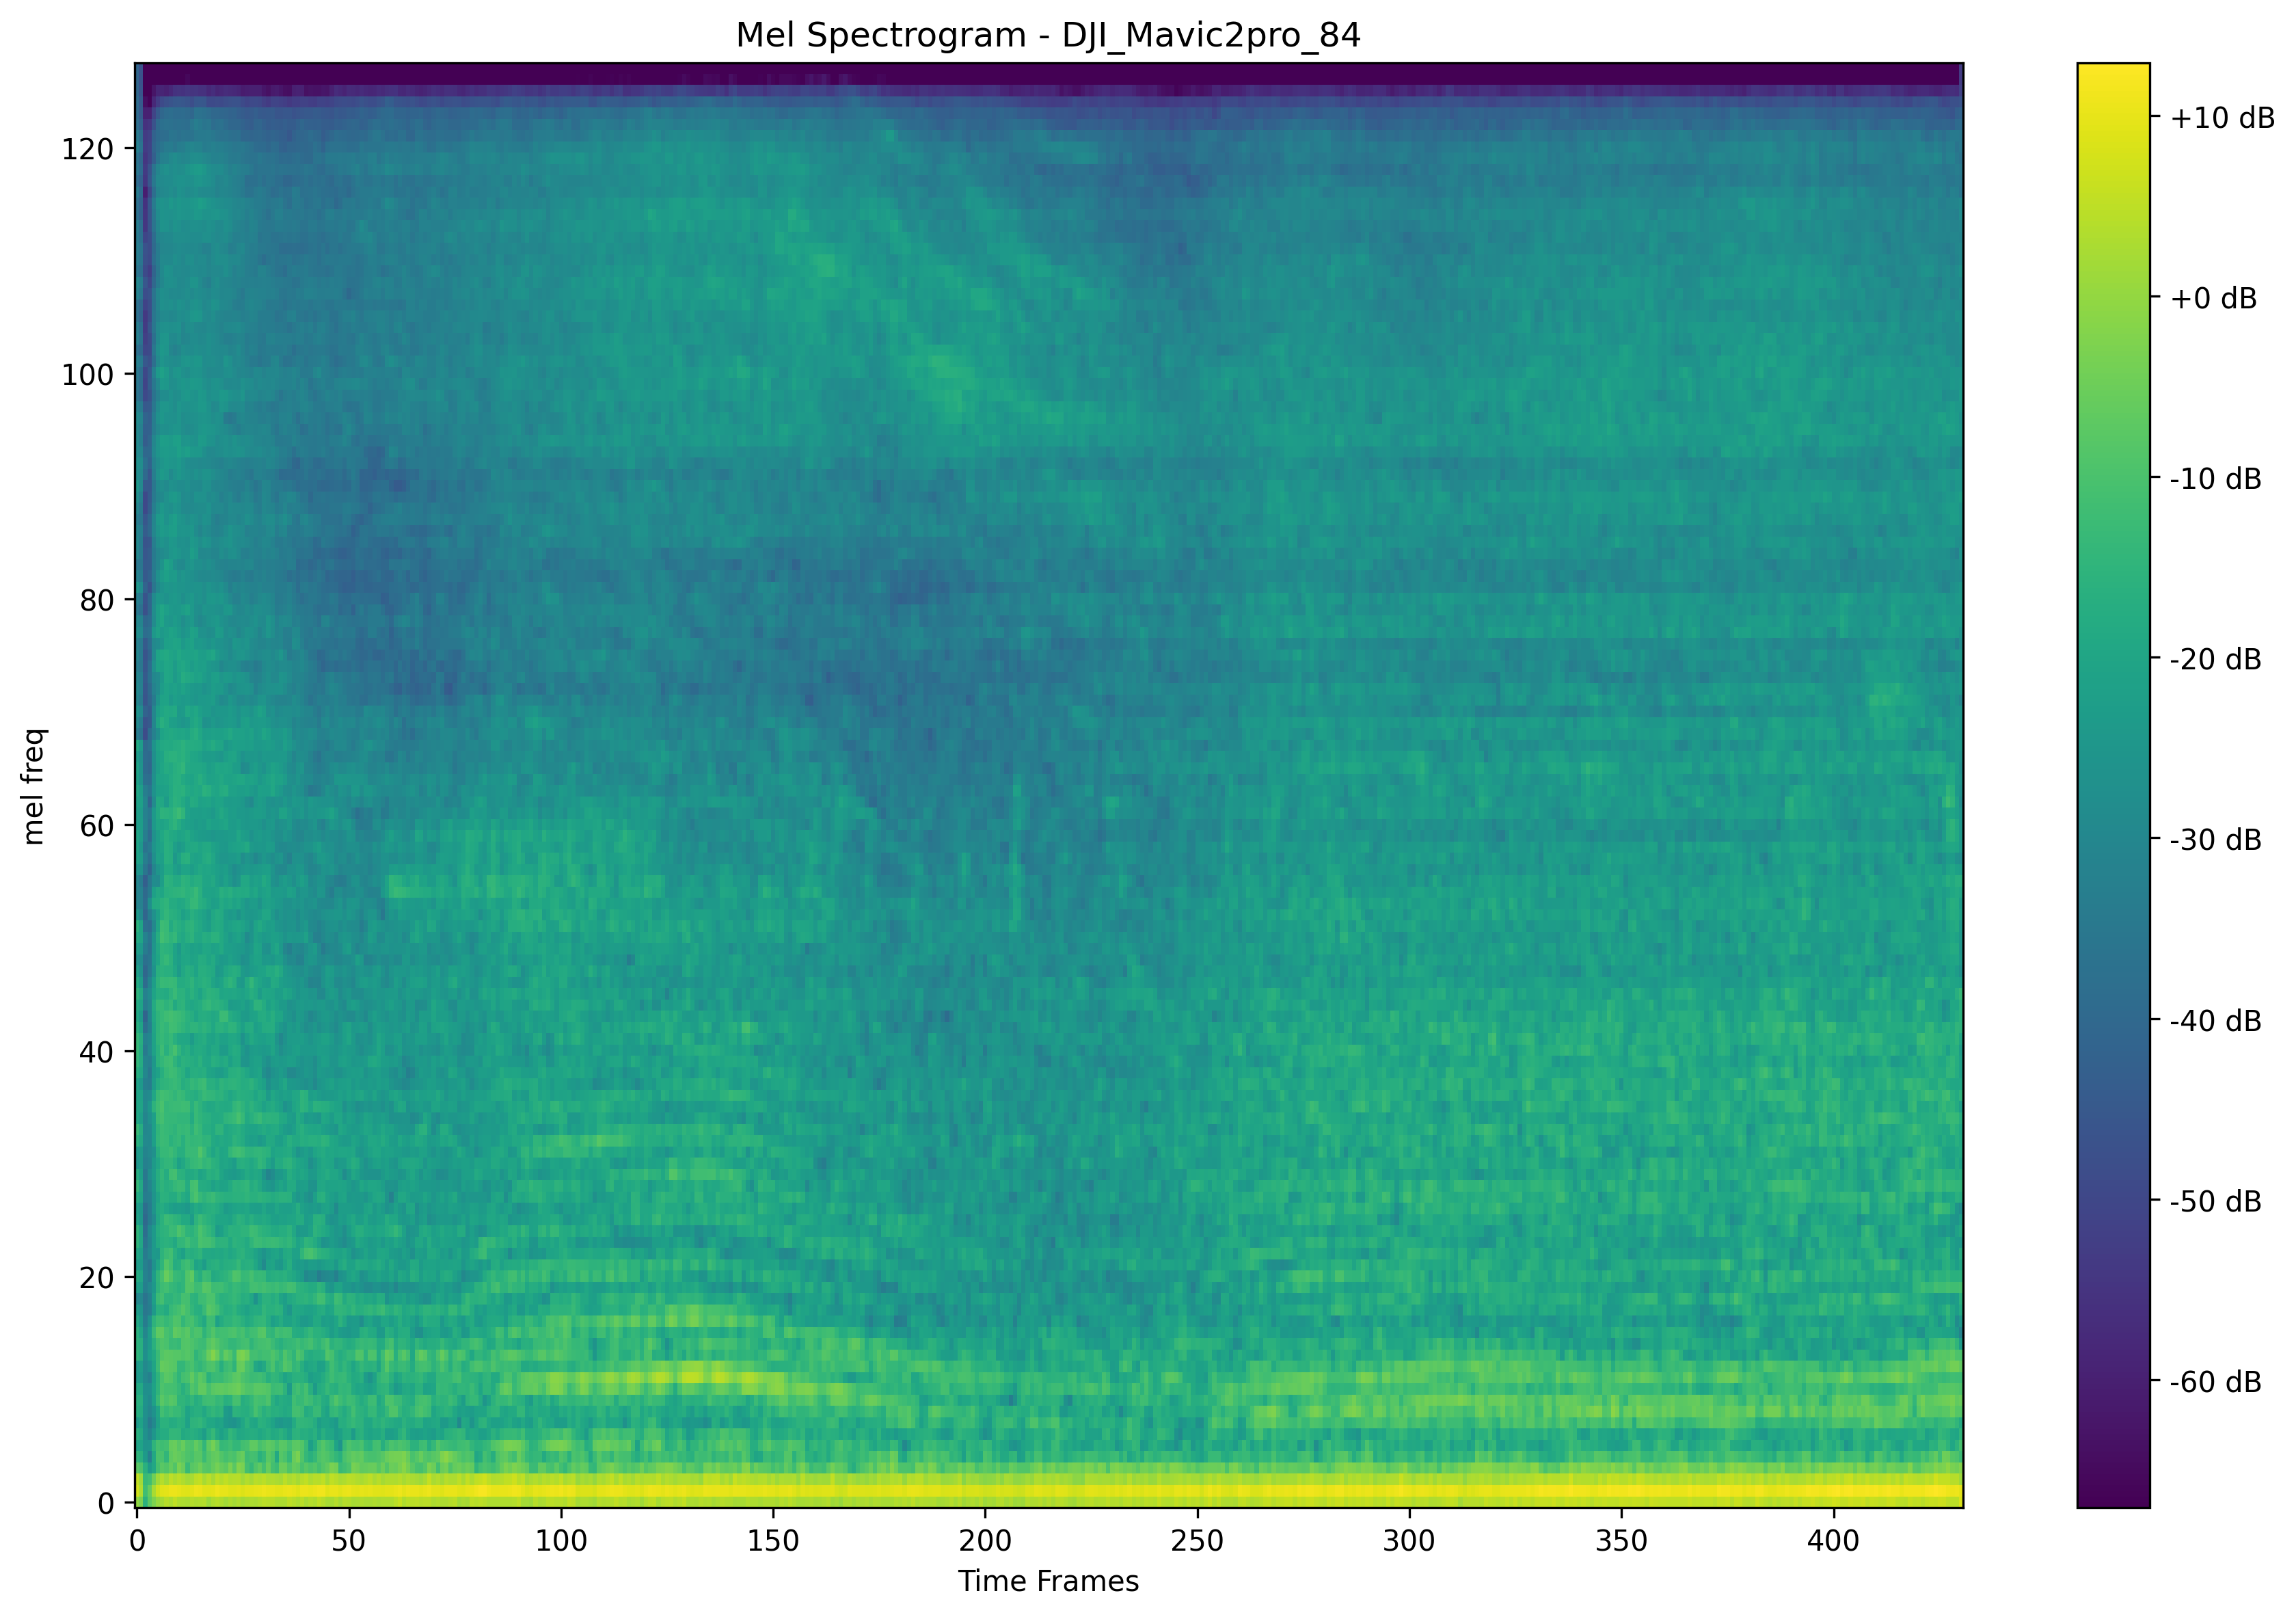 Mel Spectrogram - DJI_Mavic2pro_84
mel freq
120
100
80
60
40
20
0
0 50 100 150 200 250 300 350 400
Time Frames
+10 dB
+0 dB
-10 dB
-20 dB
-30 dB
-40 dB
-50 dB
-60 dB